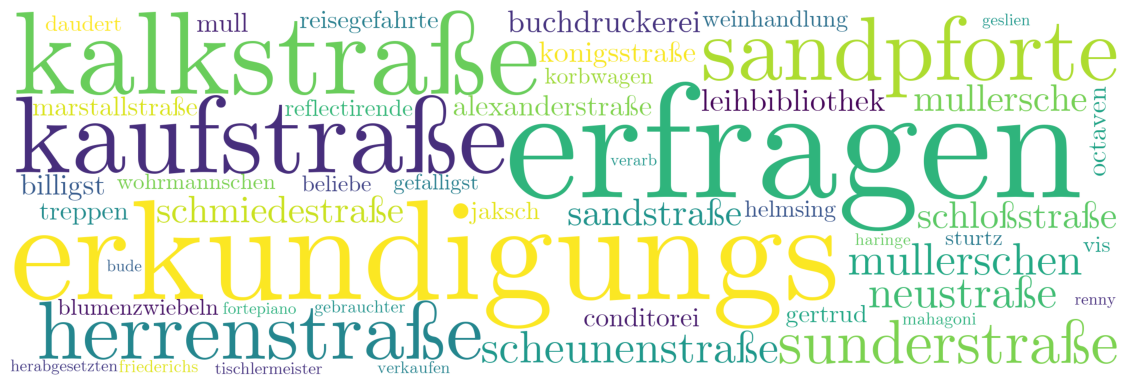 daudert mull reisegefahrte buchdruckerei weinhandlung geslien
kalkstraße konigsstraße sandpforte
korbwagen
marstallstraße reflectirende alexanderstraße leihbibliothek mullersche
kaufstraße erfragen octaven
verarb
billigst wohrmannschen beliebe gefalligst
treppen schmiedestraße jaksch sandstraße helmsing schloßstraße
erkundigungs haringe sturtz vis
bude mullerschen
neustraße renny
blumenzwiebeln fortepiano gebrauchter conditorei gertrud mahagoni
herrenstraße scheunenstraße sunderstraße
herabgesetzten friederichs tischlermeister verkaufen